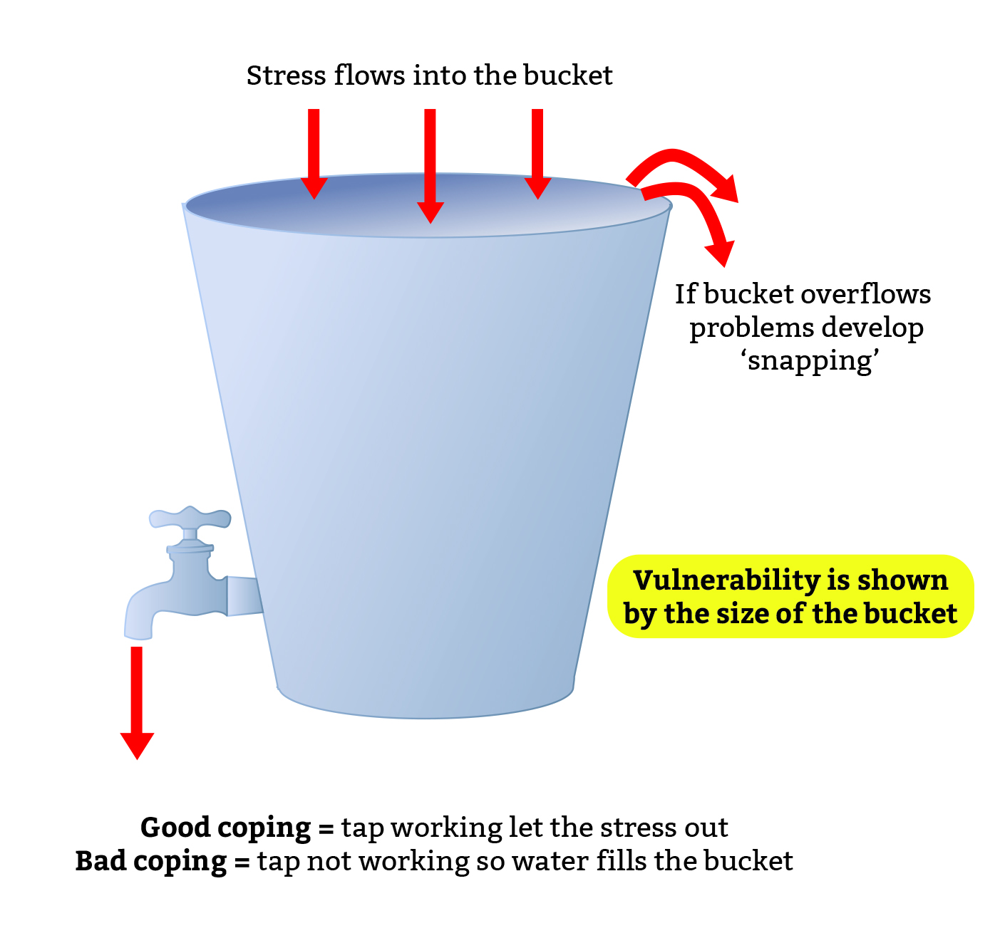 Stress flows into the bucket
If bucket overflows
problems develop
‘snapping’
Vulnerability is shown
by the size of the bucket
Good coping = tap working let the stress out
Bad coping = tap not working so water fills the bucket